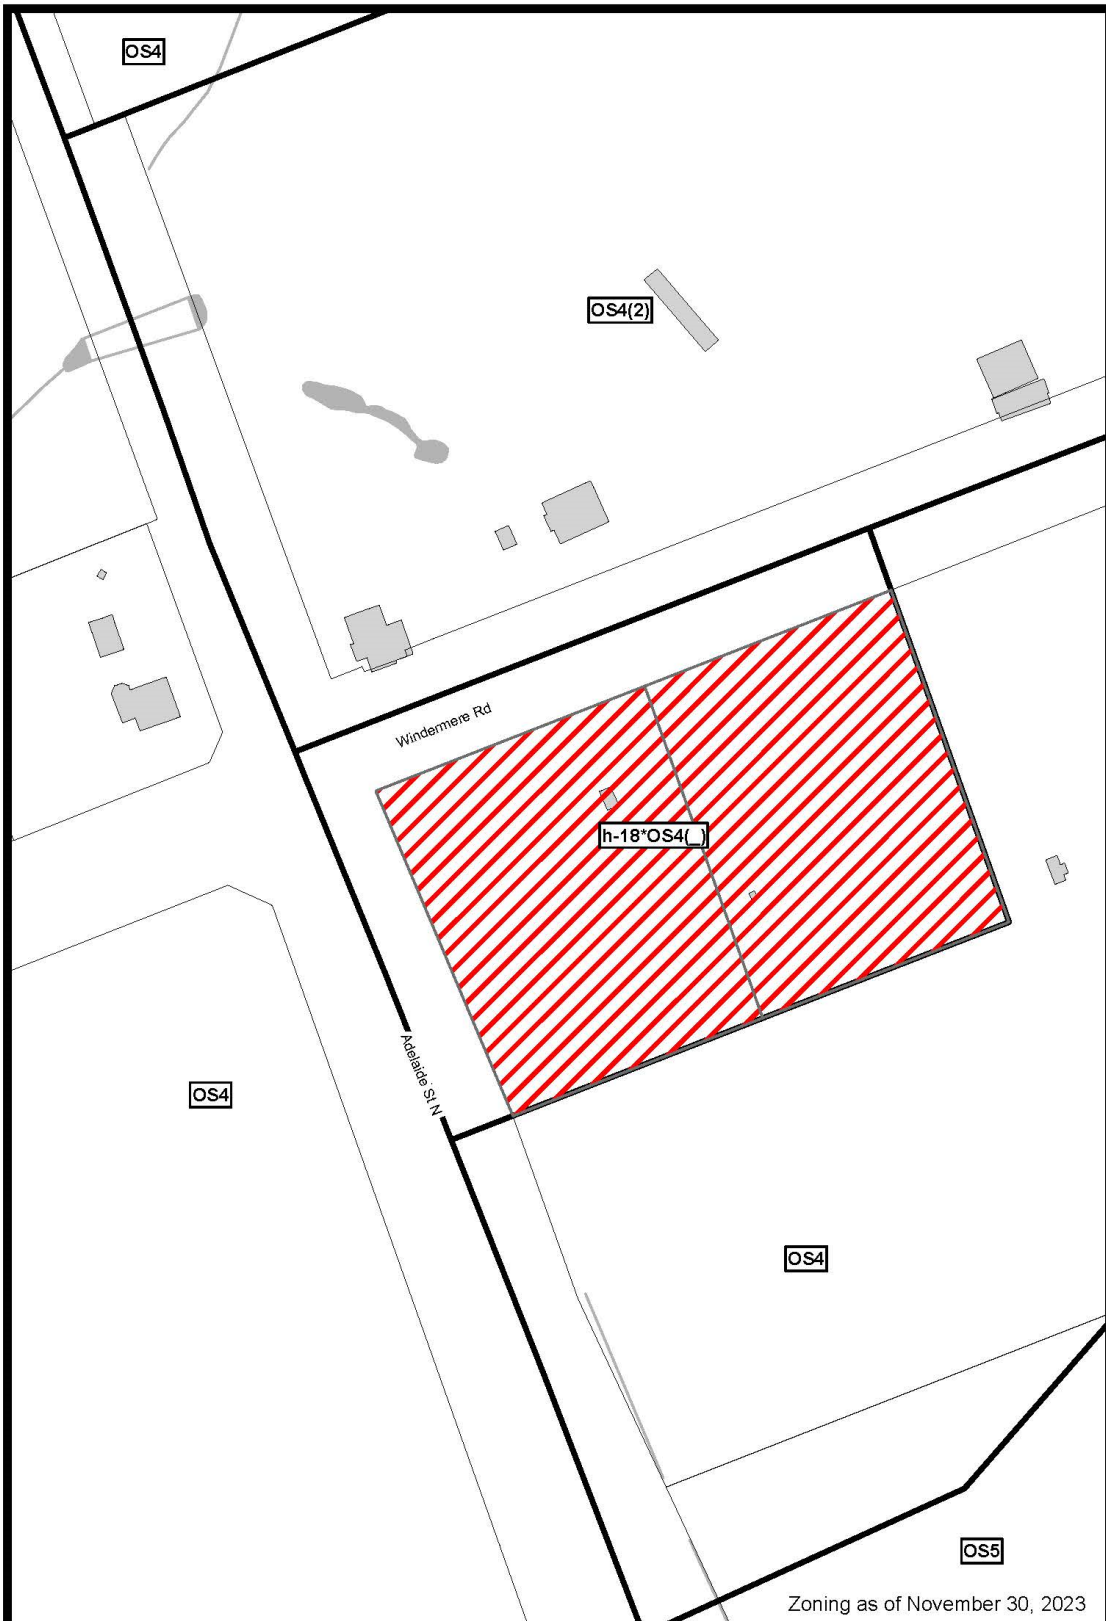 OS4
OS4(2)
Windermere Rd
h-18*OS4(_)
Adelaide St N
OS4
OS4
OS5
Zoning as of November 30, 2023